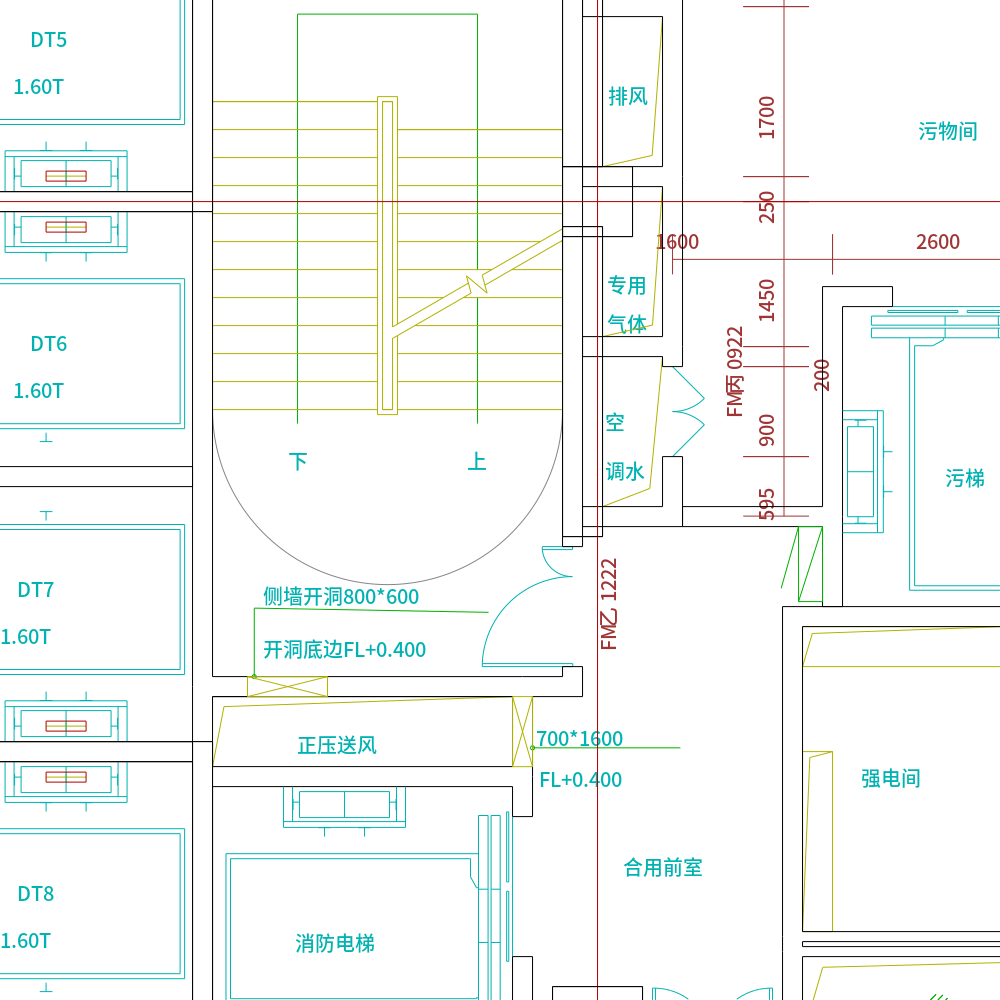 DT5
1.60T
排风
1700
污物间
250
1600
2600
专用
气体
1450
DT6
1.60T
FM丙 0922
200
空
900
下
上
调水
污梯
595
DT7
1.60T
侧墙开洞800*600
FM乙 1222
开洞底边FL+0.400
正压送风
700*1600
FL+0.400
强电间
合用前室
DT8
1.60T
消防电梯